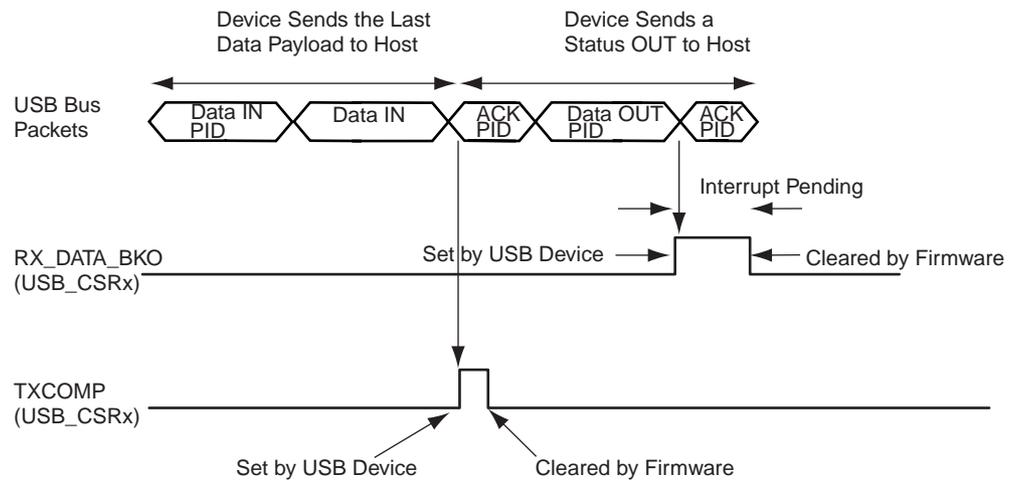 Device Sends the Last
Data Payload to Host
Device Sends a
Status OUT to Host
USB Bus
Packets
Data IN
PID
Data IN
ACK
PID
Data OUT
PID
ACK
PID
Interrupt Pending
RX_DATA_BKO
(USB_CSRx)
Set by USB Device
Cleared by Firmware
TXCOMP
(USB_CSRx)
Set by USB Device
Cleared by Firmware